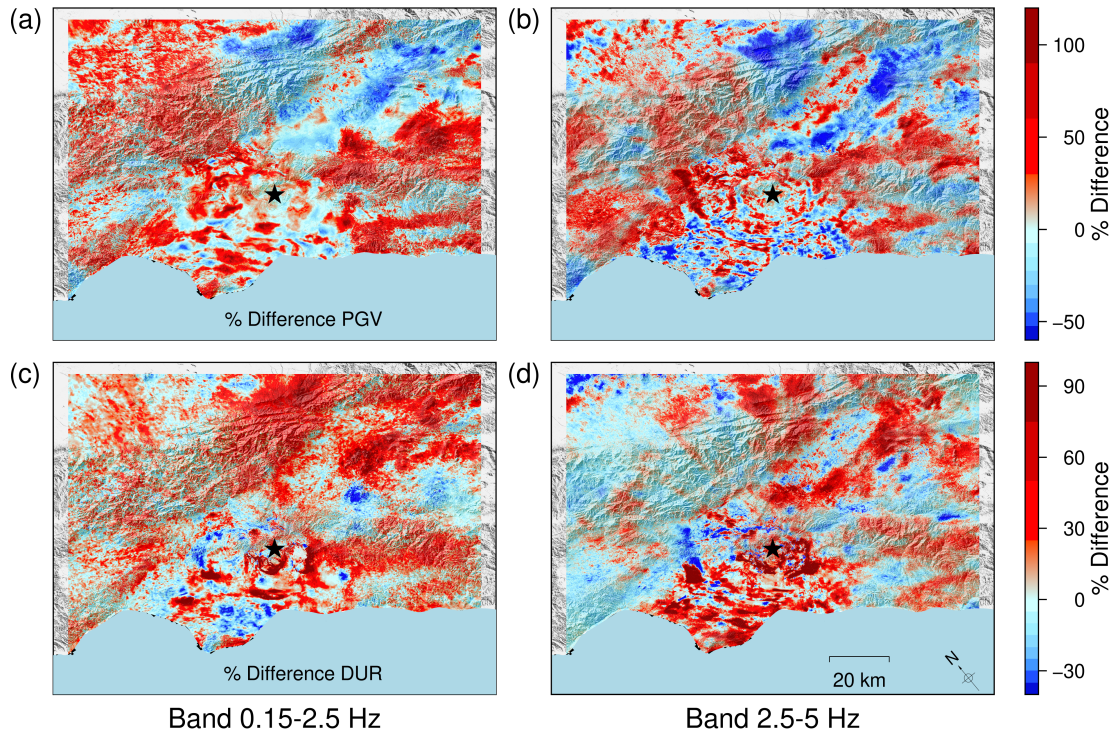 (a)
(b)
100
50
0
−50
% Difference
% Difference PGV
(c)
(d)
90
60
30
0
−30
% Difference
% Difference DUR
20 km
N
Band 0.15-2.5 Hz
Band 2.5-5 Hz